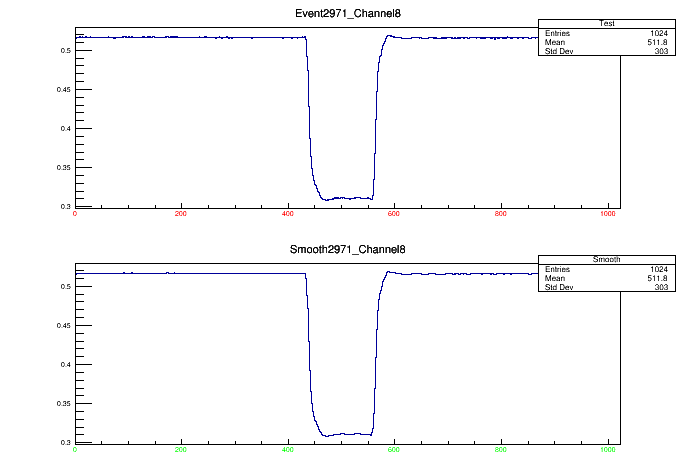 Event2971_Channel8
Test
Entries 1024
Mean 511.8
Std Dev 303
0.5
0.45
0.4
0.35
0.3
0 200 400 600 800 1000
Smooth2971_Channel8
Smooth
Entries 1024
Mean 511.8
Std Dev 303
0.5
0.45
0.4
0.35
0.3
0 200 400 600 800 1000